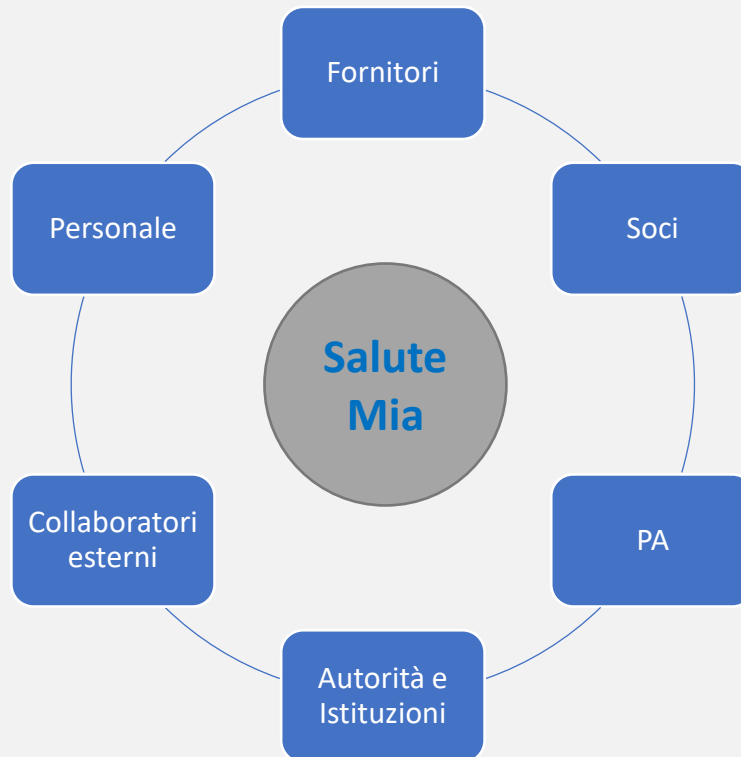 Fornitori
Personale
Soci
Salute
Mia
Collaboratori
esterni
PA
Autorità e
Istituzioni